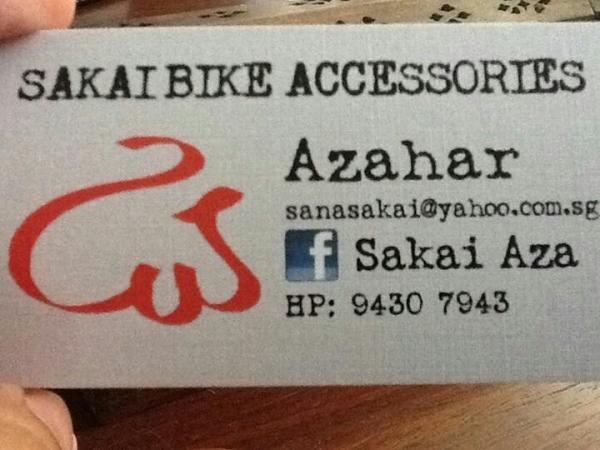 SAKAI BIKE ACCESSORIES
Azahar
sanasakai@yahoo.com.sg
f Sakai Aza
HP: 9430 7943